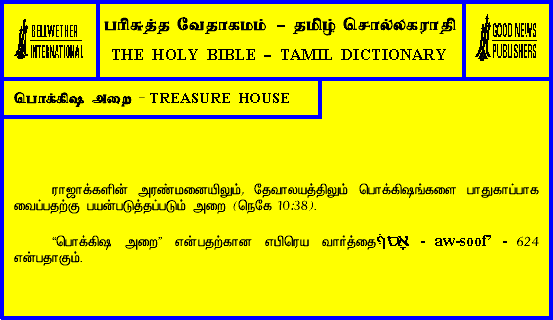 BELLWETHER
INTERNATIONAL
பரிசுத்த வேதாகமம் - தமிழ் சொல்லகராதி
THE HOLY BIBLE - TAMIL DICTIONARY
GOOD NEWS
PUBLISHERS
பொக்கிஷ அறை - TREASURE HOUSE
ராஜாக்களின் அரண்மனையிலும், தேவாலயத்திலும் பொக்கிஷங்களை பாதுகாப்பாக
வைப்பதற்கு பயன்படுத்தப்படும் அறை (நெகே 10:38).
“பொக்கிஷ அறை” என்பதற்கான எபிரெய வார்த்தை אָסֻף - aw-soof’ - 624
என்பதாகும்.